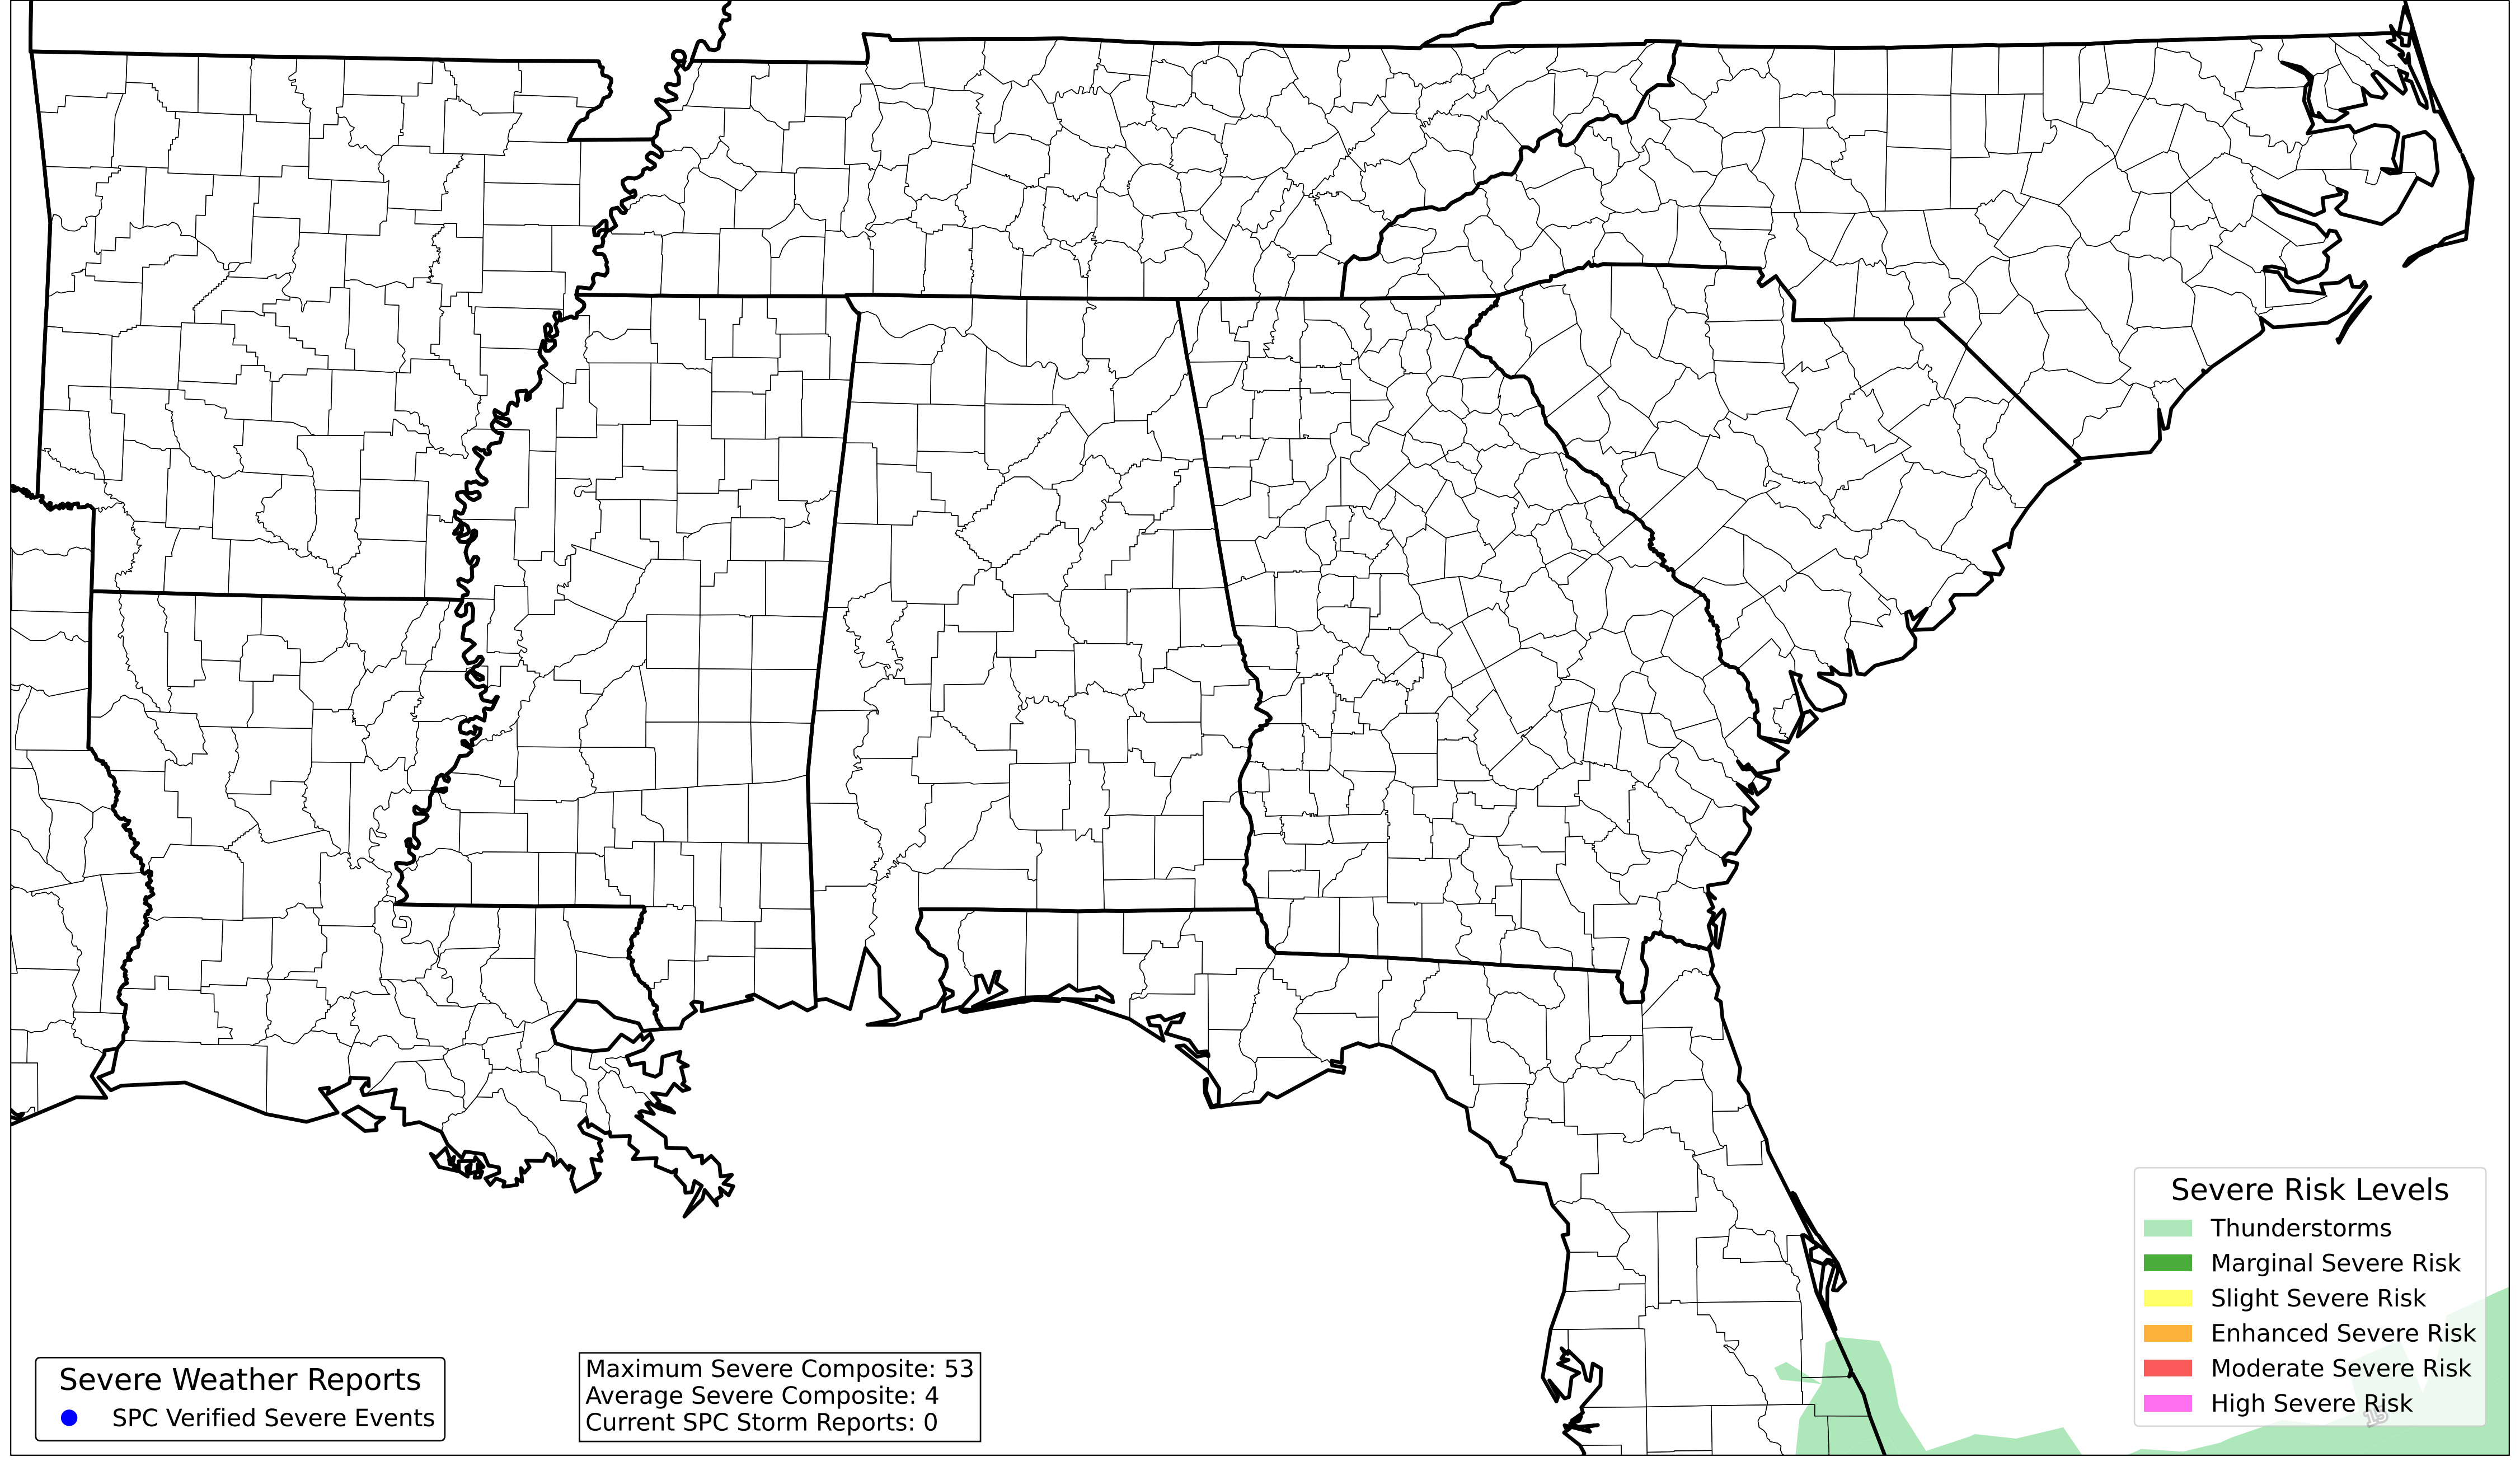 Severe Weather Reports
SPC Verified Severe Events
Maximum Severe Composite: 53
Average Severe Composite: 4
Current SPC Storm Reports: 0
Severe Risk Levels
Thunderstorms
Marginal Severe Risk
Slight Severe Risk
Enhanced Severe Risk
Moderate Severe Risk
High Severe Risk
15